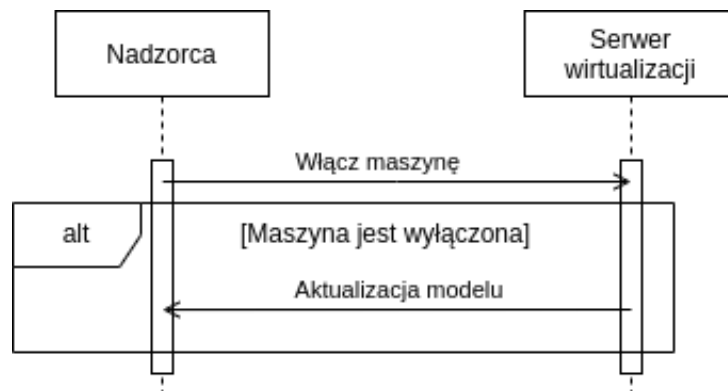 Nadzorca
Serwer
wirtualizacji
Włącz maszynę
alt
[Maszyna jest wyłączona]
Aktualizacja modelu